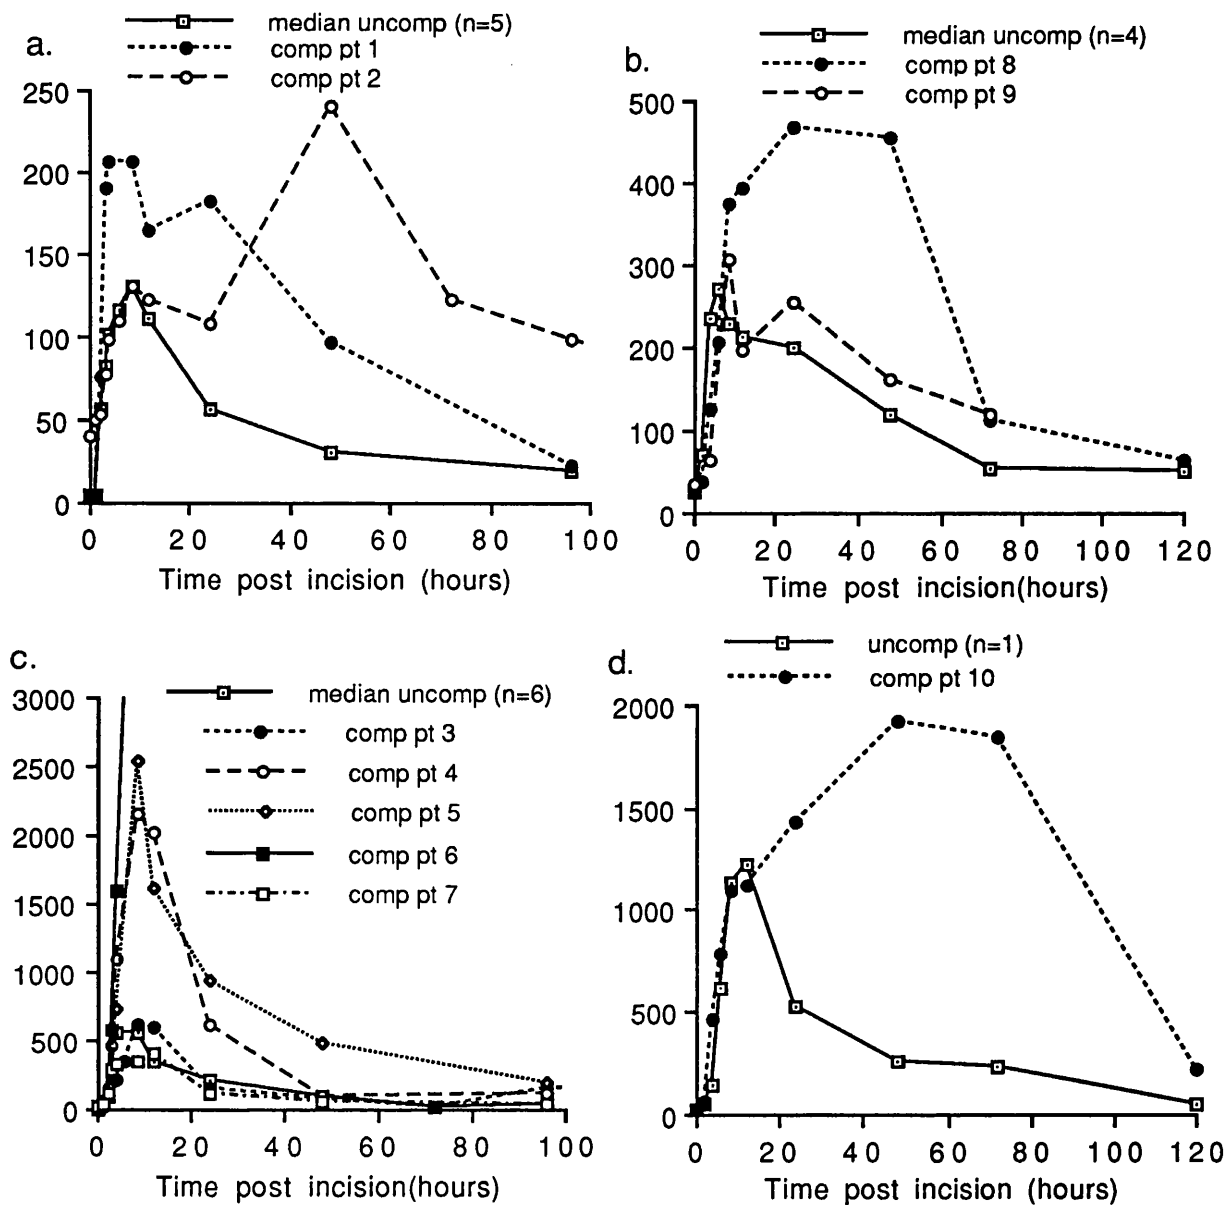 a.
median uncomp (n=5)
comp pt 1
comp pt 2
250
200
150
100
50
0
0 20 40 60 80 100
Time post incision (hours)
b.
median uncomp (n=4)
comp pt 8
comp pt 9
500
400
300
200
100
0
0 20 40 60 80 100 120
Time post incision(hours)
c.
median uncomp (n=6)
comp pt 3
comp pt 4
comp pt 5
comp pt 6
comp pt 7
3000
2500
2000
1500
1000
500
0
0 20 40 60 80 100
Time post incision(hours)
d.
uncomp (n=1)
comp pt 10
2000
1500
1000
500
0
0 20 40 60 80 100 120
Time post incision (hours)